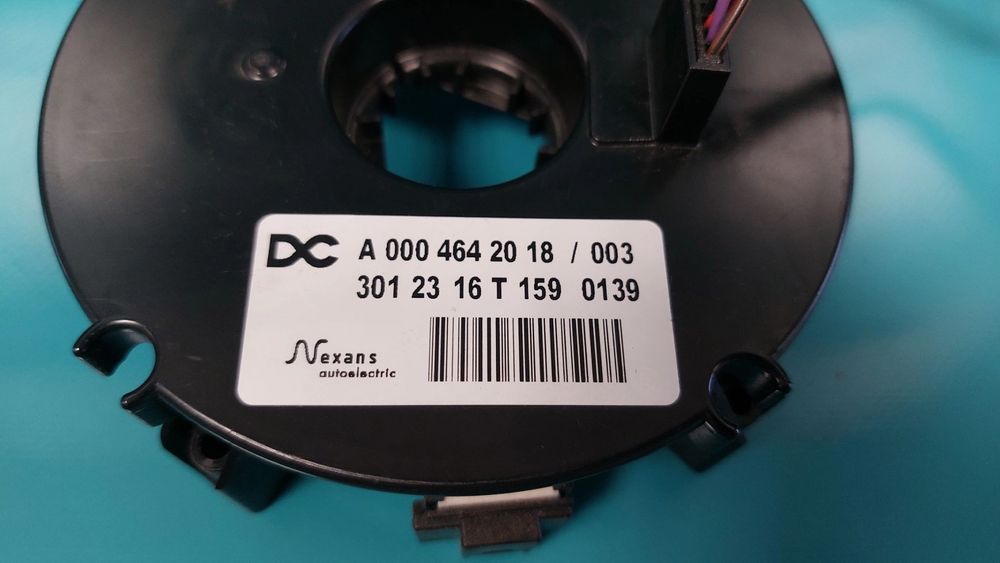 DC A 000 464 20 18 / 003
301 23 16 T 159 0139
Nexans
autoelectric